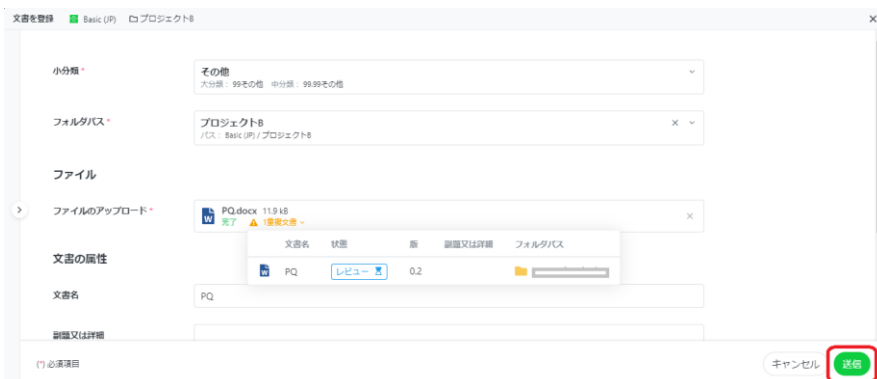 文書を登録 Basic (JP) プロジェクトB
小分類 *
その他
大分類： 99その他 中分類： 99.99その他
フォルダパス *
プロジェクトB
パス： Basic (JP) / プロジェクトB
ファイル
ファイルのアップロード *
PQ.docx 11.9 kB
完了 1重複文書
文書名 状態 版 副題又は詳細 フォルダパス
PQ レビュー 0.2
文書の属性
文書名
PQ
副題又は詳細
(*) 必須項目
キャンセル 送信